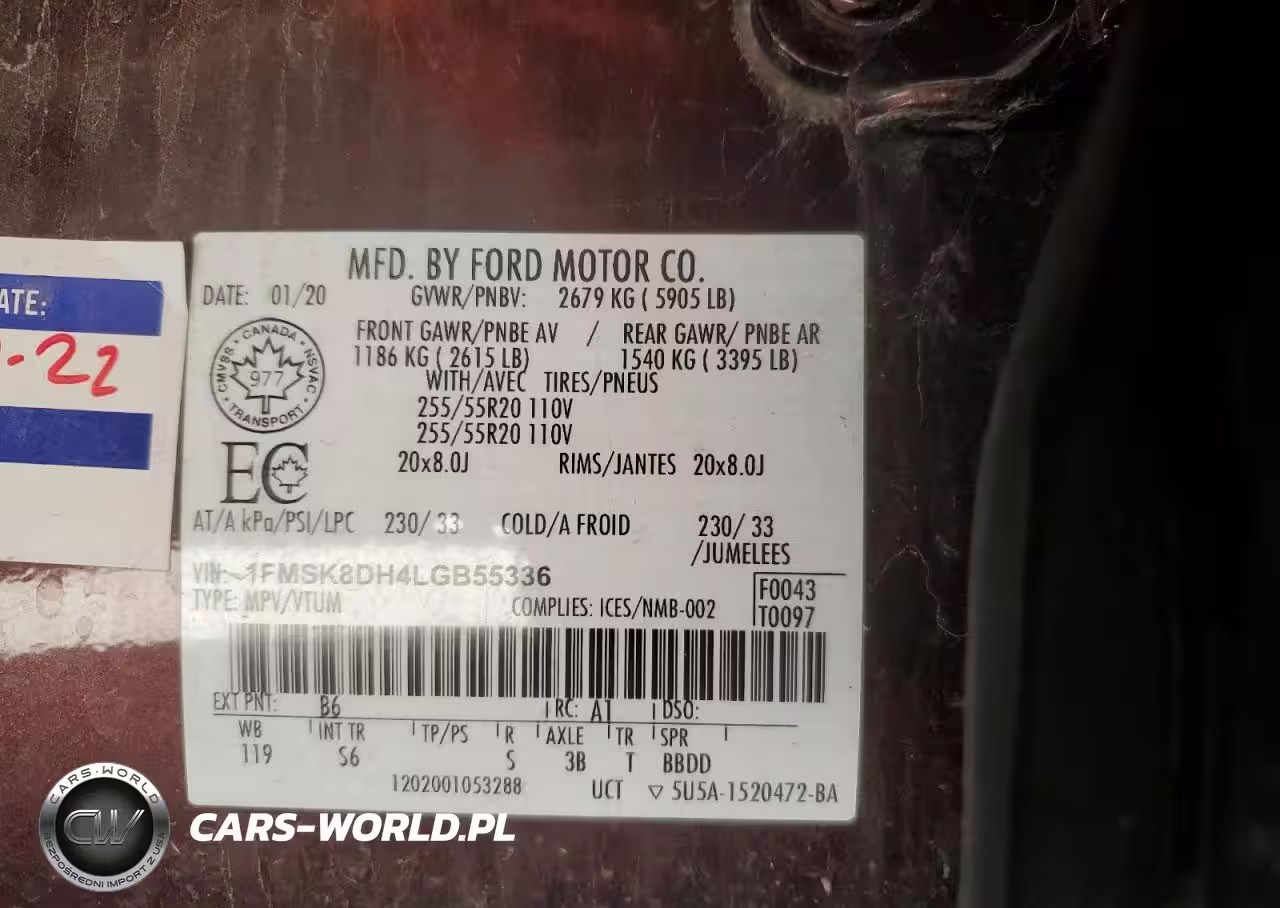 ATE:
-22
MFD. BY FORD MOTOR CO.
DATE: 01/20
GVWR/PNBV: 2679 KG ( 5905 LB)
FRONT GAWR/PNBE AV / REAR GAWR/ PNBE AR
1186 KG ( 2615 LB) 1540 KG ( 3395 LB)
WITH/AVEC TIRES/PNEUS
255/55R20 110V
255/55R20 110V
20x8.0J RIMS/JANTES 20x8.0J
CANADA
CMVSS NSVAC
977
TRANSPORT
EC
AT/A kPa/PSI/LPC 230/ 33 COLD/A FROID 230/ 33
/JUMELEES
VIN: 1FMSK8DH4LGB55336
TYPE: MPV/VTUM COMPLIES: ICES/NMB-002
F0043
T0097
EXT PNT: B6 RC: A1 DSO:
WB INT TR TP/PS R AXLE TR SPR
119 S6 S 3B T BBDD
1202001053288 UCT ▽ 5U5A-1520472-BA
CARS-WORLD
CW
BEZPOŚREDNI IMPORT Z USA
CARS-WORLD.PL